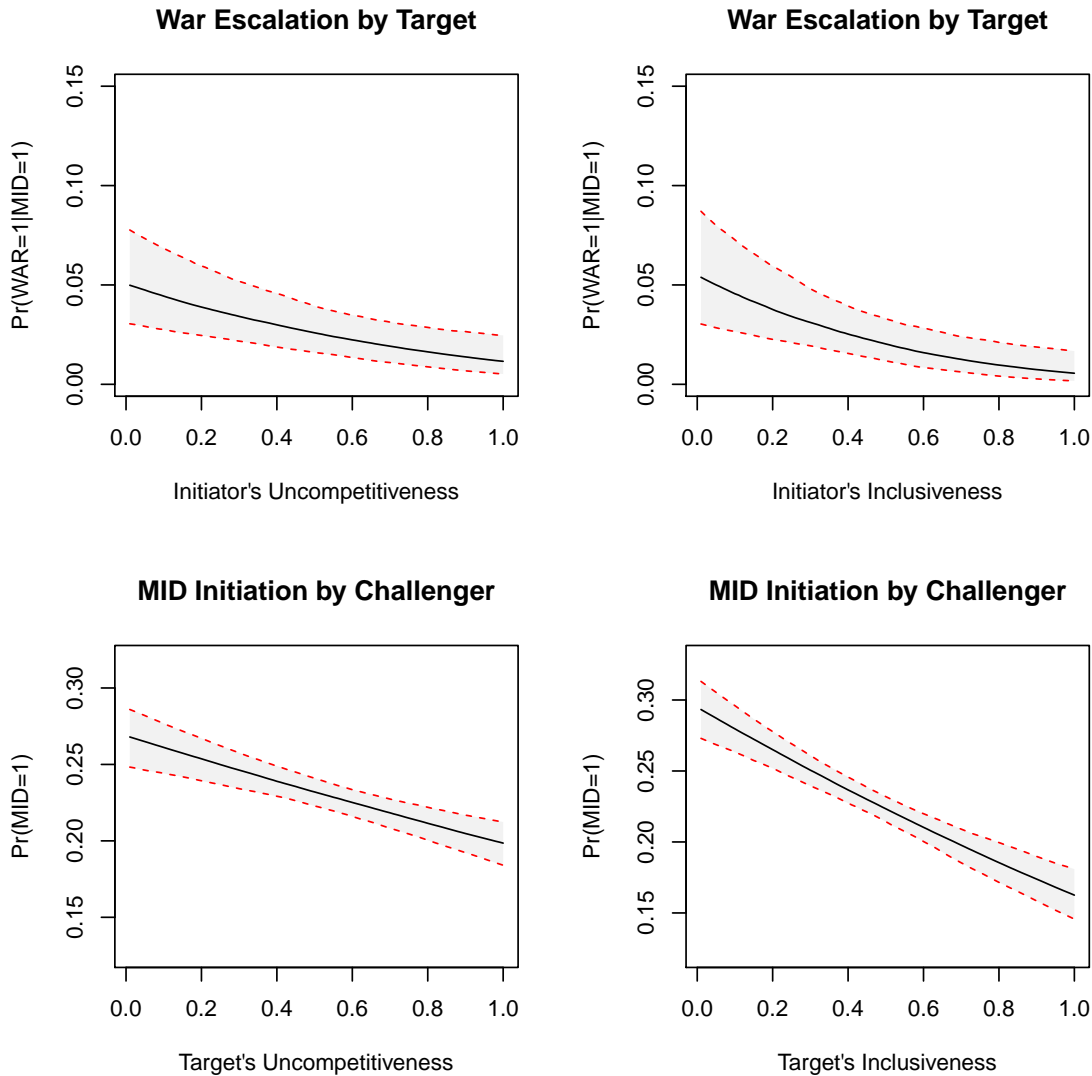 War Escalation by Target
Pr(WAR=1|MID=1)
0.15
0.10
0.05
0.00
0.0 0.2 0.4 0.6 0.8 1.0
Initiator's Uncompetitiveness
War Escalation by Target
Pr(WAR=1|MID=1)
0.15
0.10
0.05
0.00
0.0 0.2 0.4 0.6 0.8 1.0
Initiator's Inclusiveness
MID Initiation by Challenger
Pr(MID=1)
0.30
0.25
0.20
0.15
0.0 0.2 0.4 0.6 0.8 1.0
Target's Uncompetitiveness
MID Initiation by Challenger
Pr(MID=1)
0.30
0.25
0.20
0.15
0.0 0.2 0.4 0.6 0.8 1.0
Target's Inclusiveness